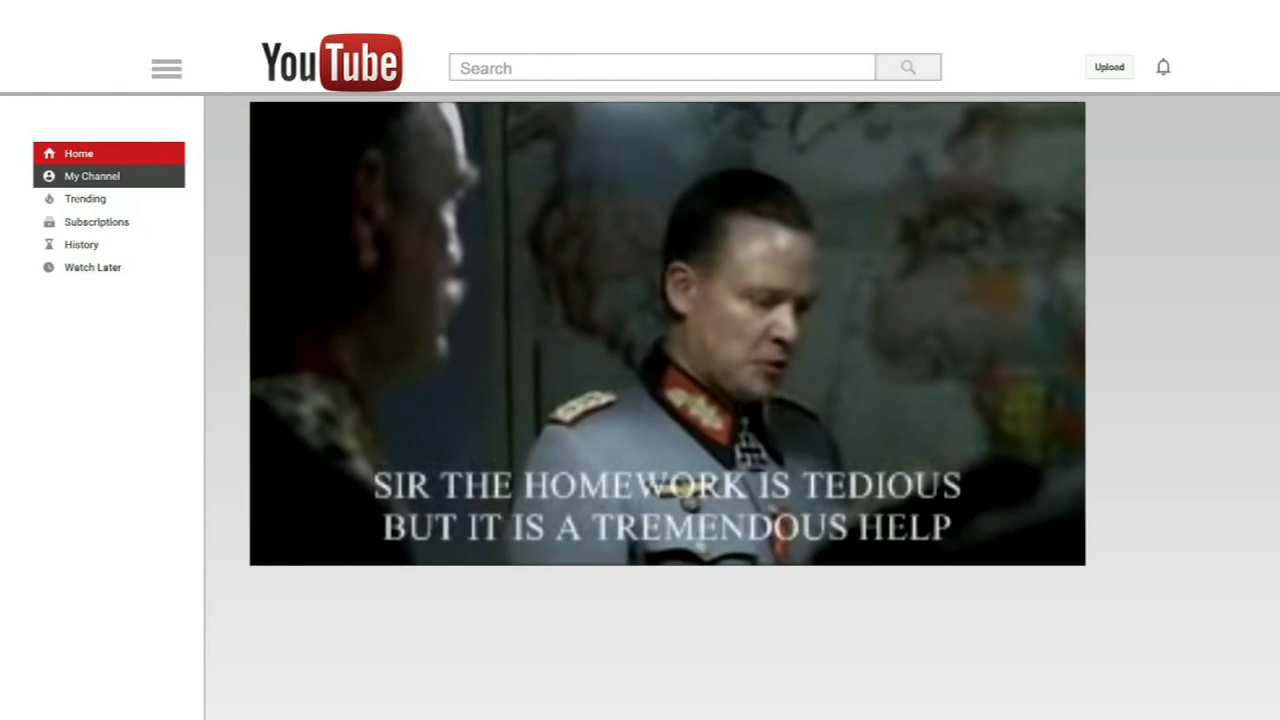 YouTube
Search
Upload
Home
My Channel
Trending
Subscriptions
History
Watch Later
SIR THE HOMEWORK IS TEDIOUS
BUT IT IS A TREMENDOUS HELP